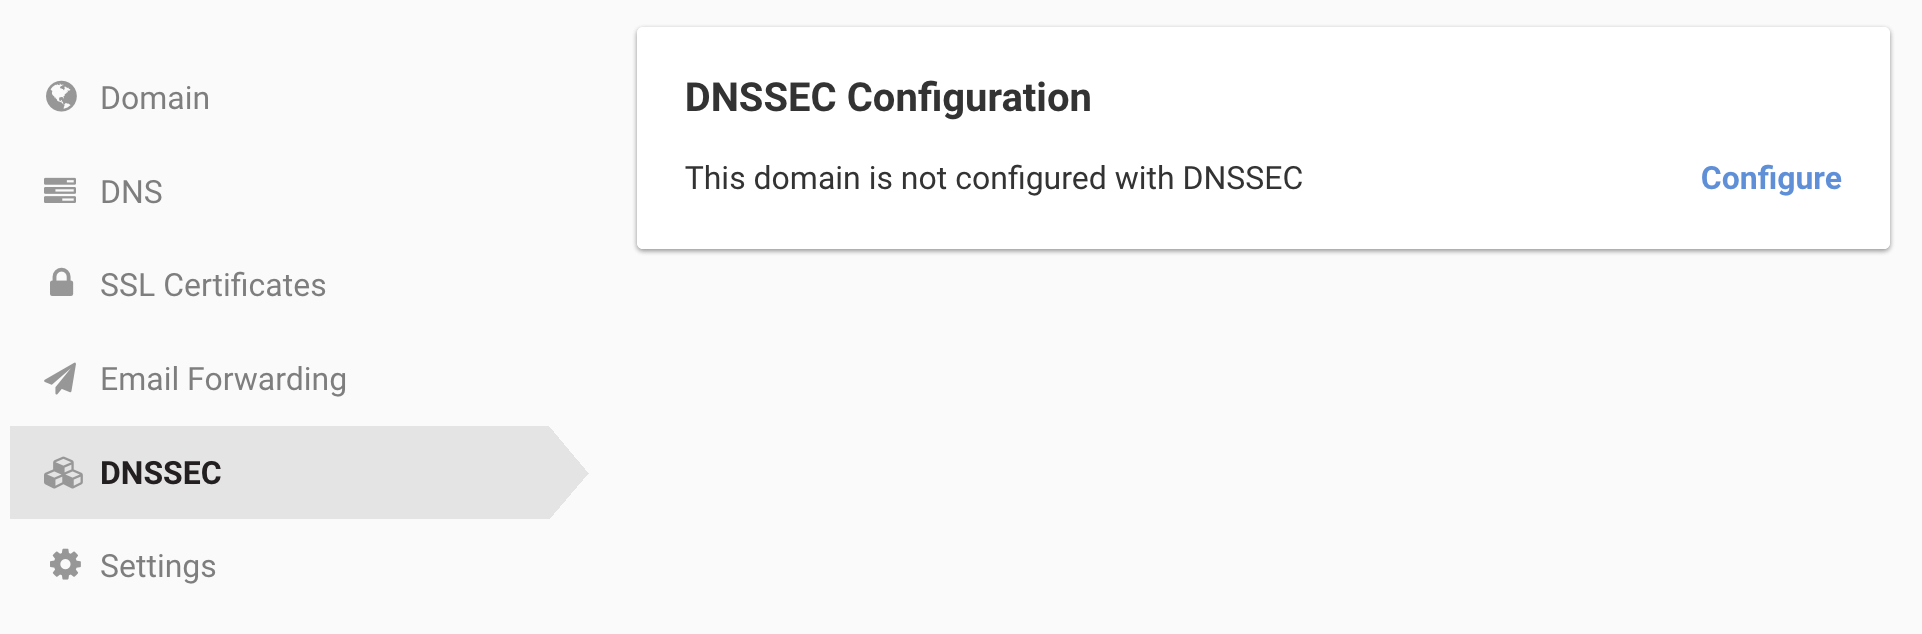 Domain
DNS
SSL Certificates
Email Forwarding
DNSSEC
Settings
DNSSEC Configuration
This domain is not configured with DNSSEC
Configure